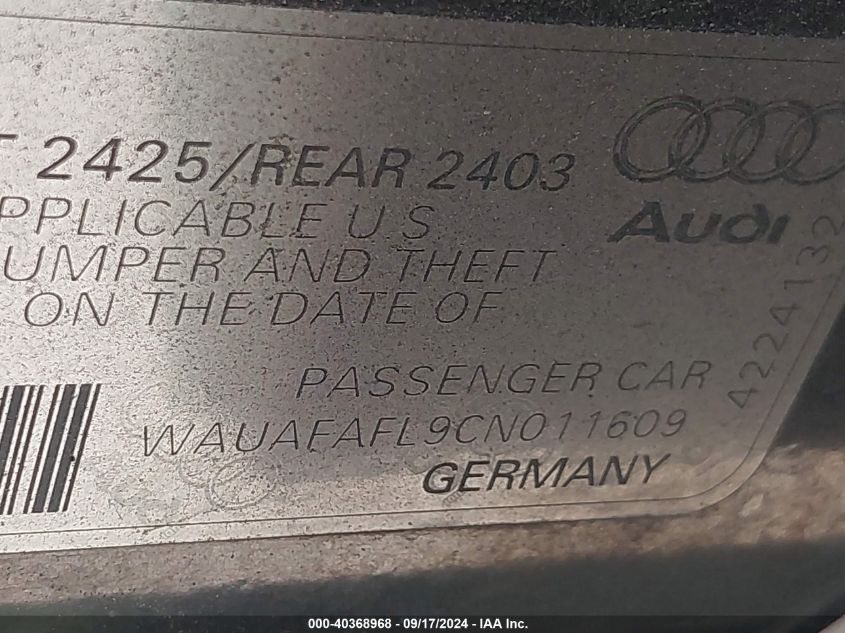 T 2425/REAR 2403
PPLICABLE U S
UMPER AND THEFT
ON THE DATE OF
Audi
4224132
PASSENGER CAR
WAUAFAFL9CN011609
GERMANY
000-40368968 - 09/17/2024 - IAA Inc.